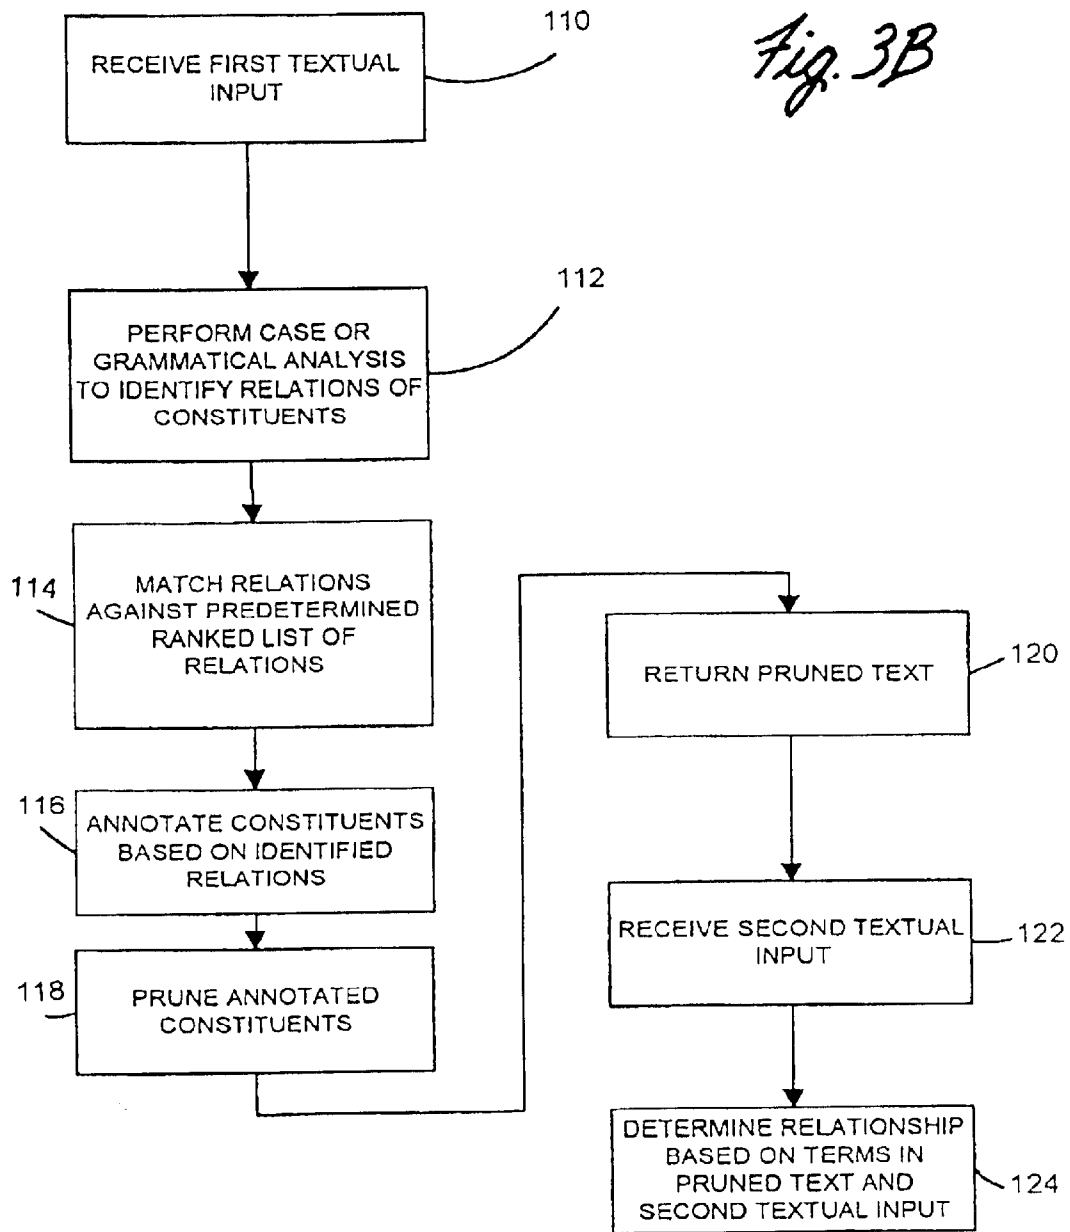 Fig. 3B
110
RECEIVE FIRST TEXTUAL
INPUT
112
PERFORM CASE OR
GRAMMATICAL ANALYSIS
TO IDENTIFY RELATIONS OF
CONSTITUENTS
114
MATCH RELATIONS
AGAINST PREDETERMINED
RANKED LIST OF
RELATIONS
116
ANNOTATE CONSTITUENTS
BASED ON IDENTIFIED
RELATIONS
118
PRUNE ANNOTATED
CONSTITUENTS
RETURN PRUNED TEXT
120
RECEIVE SECOND TEXTUAL
INPUT
122
DETERMINE RELATIONSHIP
BASED ON TERMS IN
PRUNED TEXT AND
SECOND TEXTUAL INPUT
124